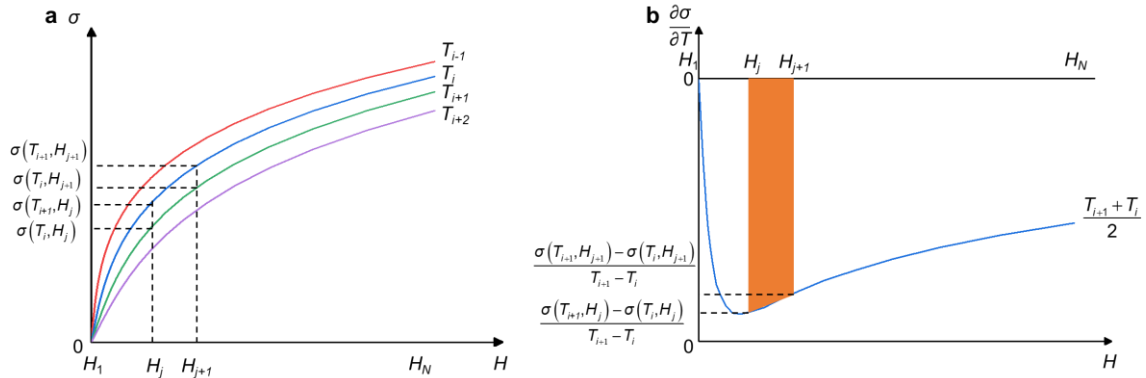 a
σ
T_{i-1}
T_i
T_{i+1}
T_{i+2}
σ(T_{i+1},H_{j+1})
σ(T_i,H_{j+1})
σ(T_{i+1},H_j)
σ(T_i,H_j)
0
H_1 H_j H_{j+1} H_N H
b
∂σ/∂T
H_1 H_j H_{j+1} H_N
0
(T_{i+1} + T_i)/2
(σ(T_{i+1},H_{j+1}) − σ(T_i,H_{j+1}))/(T_{i+1} − T_i)
(σ(T_{i+1},H_j) − σ(T_i,H_j))/(T_{i+1} − T_i)
0
H